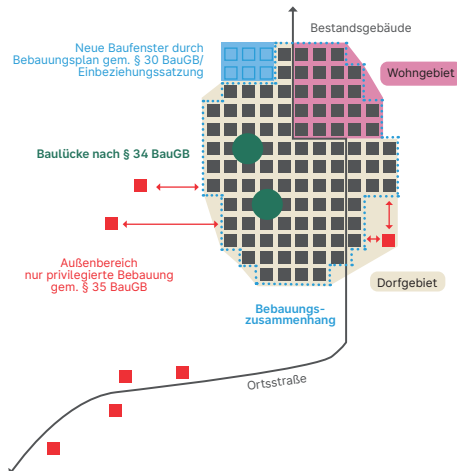 Bestandsgebäude
Neue Baufenster durch
Bebauungsplan gem. § 30 BauGB/
Einbeziehungssatzung
Wohngebiet
Baulücke nach § 34 BauGB
Außenbereich
nur privilegierte Bebauung
gem. § 35 BauGB
Dorfgebiet
Bebauungs-
zusammenhang
Ortsstraße